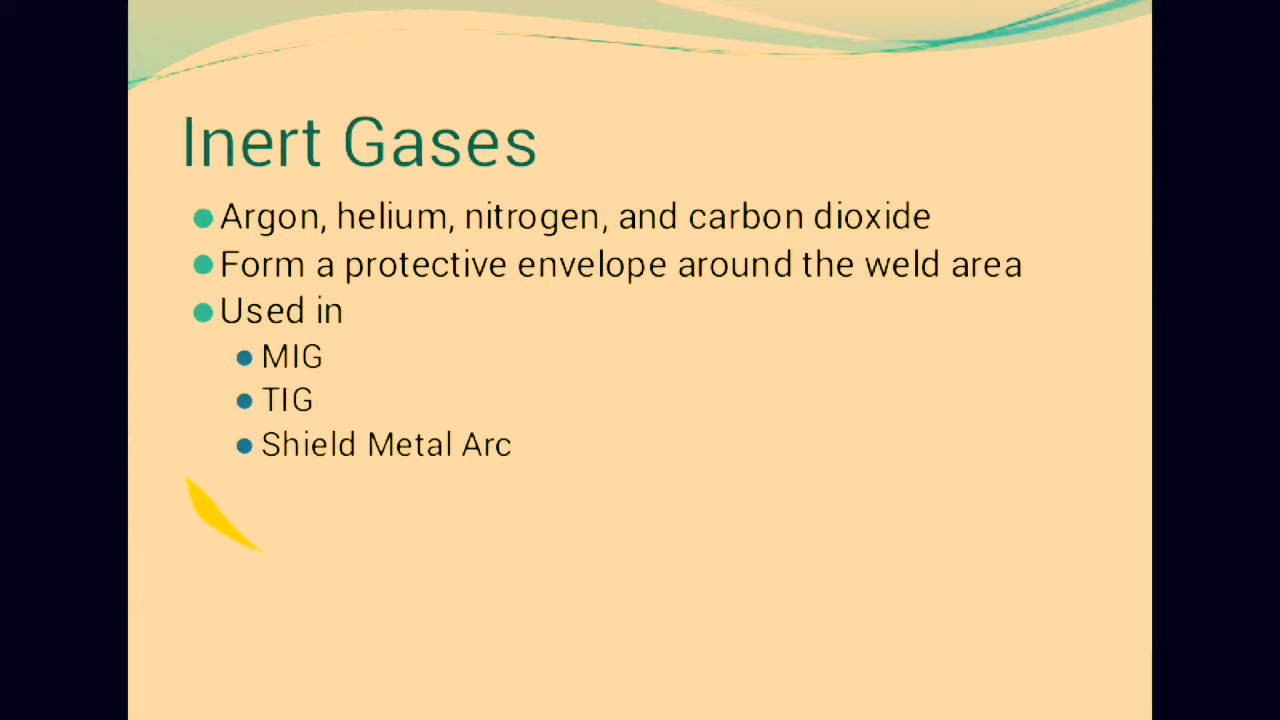 Inert Gases
Argon, helium, nitrogen, and carbon dioxide
Form a protective envelope around the weld area
Used in
MIG
TIG
Shield Metal Arc